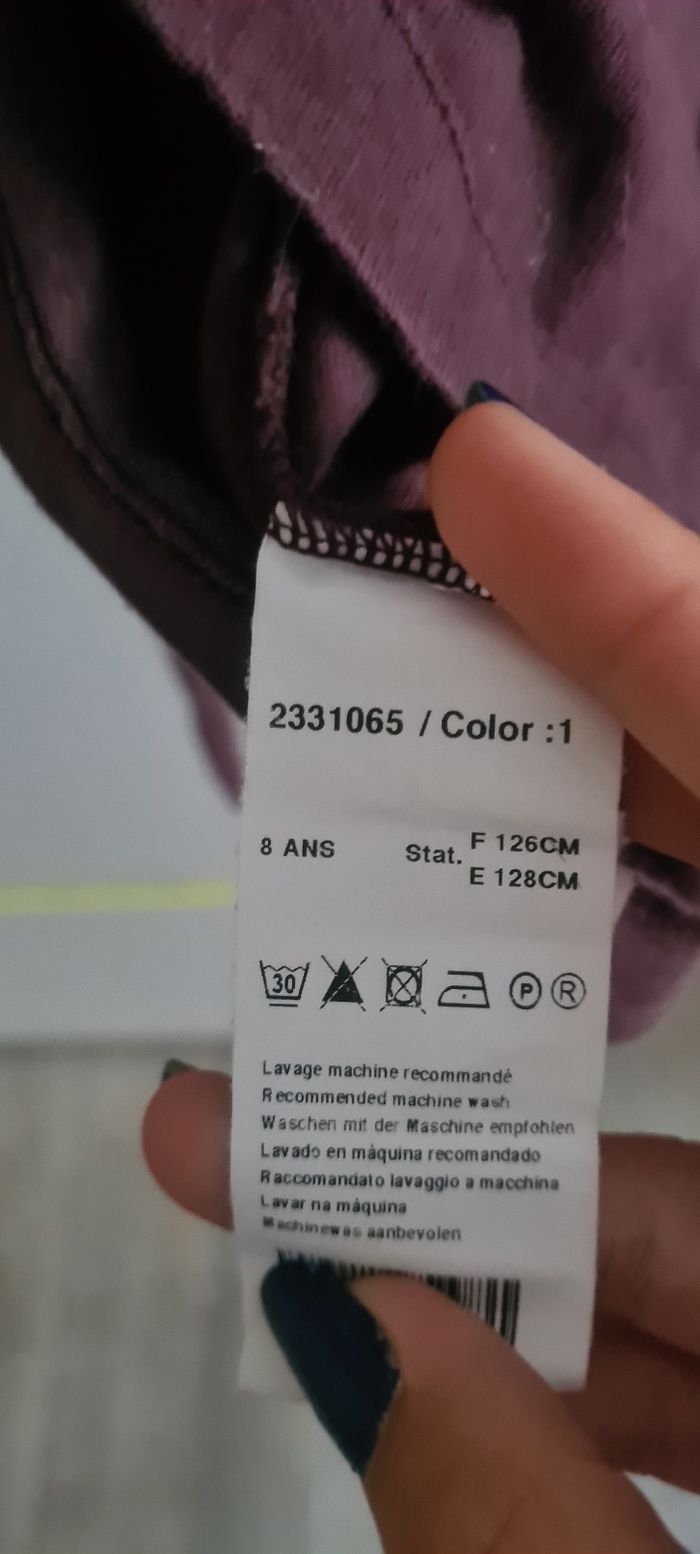 2331065 / Color :1
8 ANS Stat. F 126CM
E 128CM
30 P R
Lavage machine recommandé
Recommended machine wash
Waschen mit der Maschine empfohlen
Lavado en máquina recomandado
Raccomandato lavaggio a macchina
Lavar na máquina
Machinewas aanbevolen